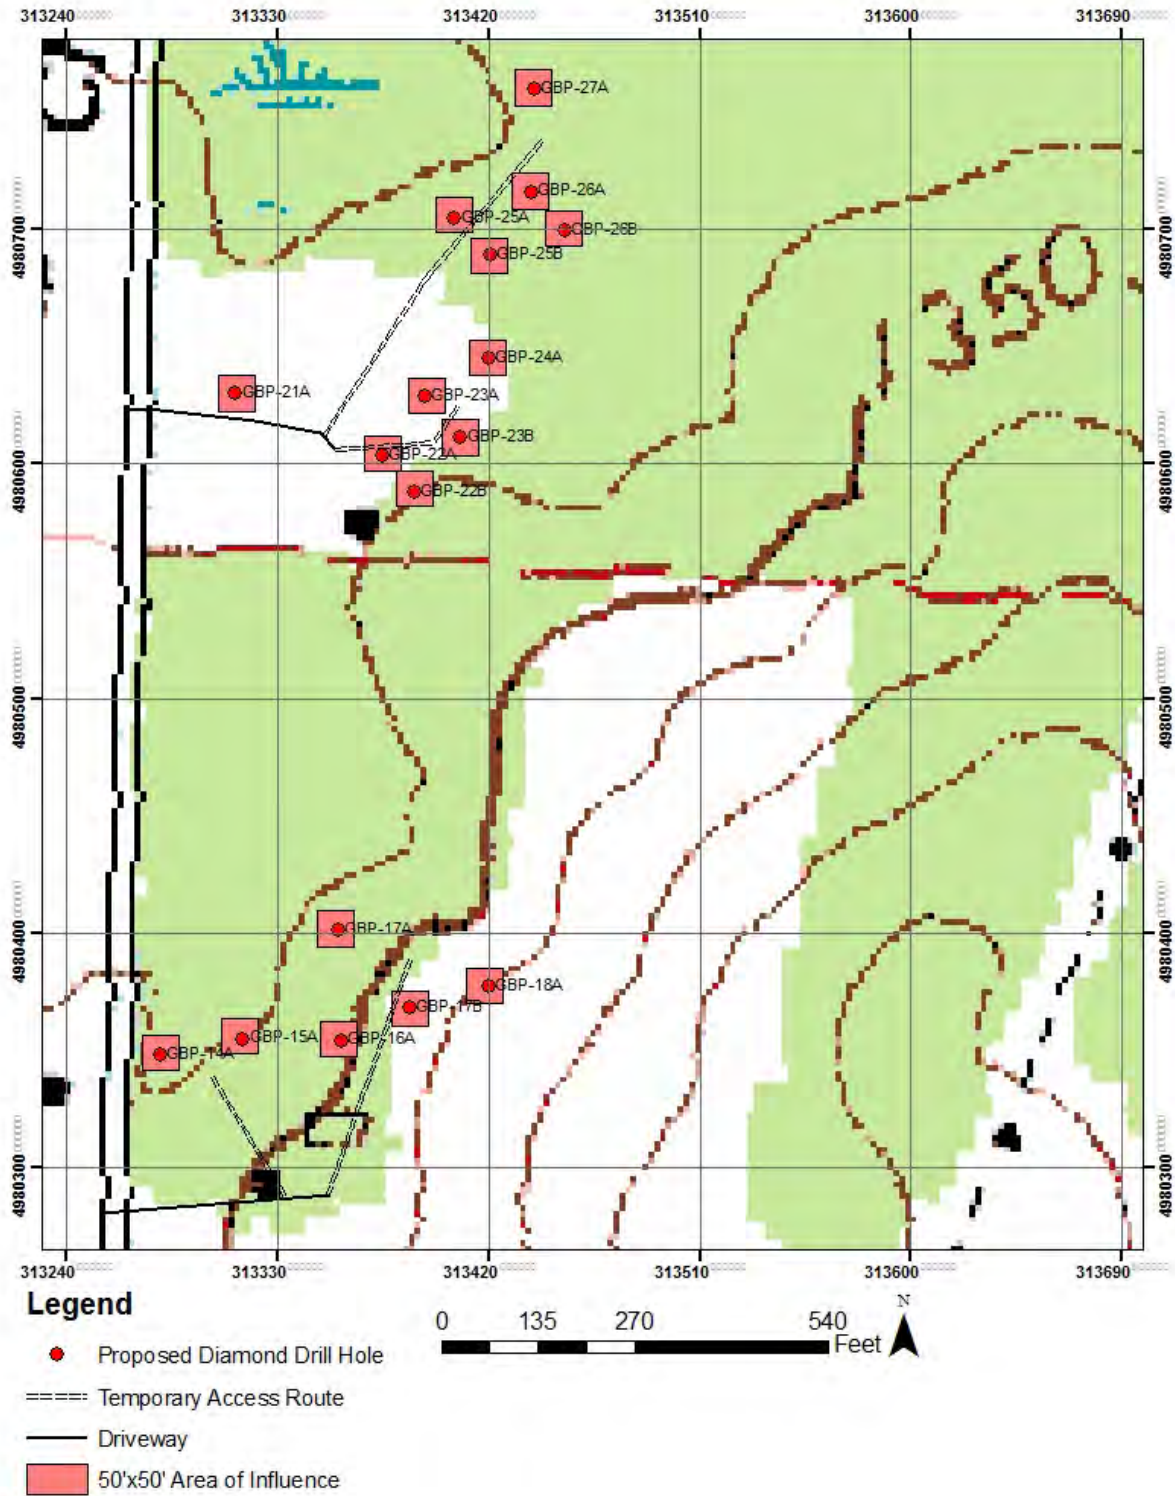 313240 313330 313420 313510 313600 313690
GBP-27A
GBP-26A
GBP-25A
GBP-26B
4980700 4980700
GBP-25B
350
GBP-24A
GBP-21A
GBP-23A
GBP-23B
GBP-22A
4980600 4980600
GBP-22B
4980500 4980500
GBP-17A
4980400 4980400
GBP-18A
GBP-17B
GBP-15A
GBP-16A
GBP-14A
4980300 4980300
313240 313330 313420 313510 313600 313690
Legend
Proposed Diamond Drill Hole
Temporary Access Route
Driveway
50'x50' Area of Influence
0 135 270 540
Feet
N